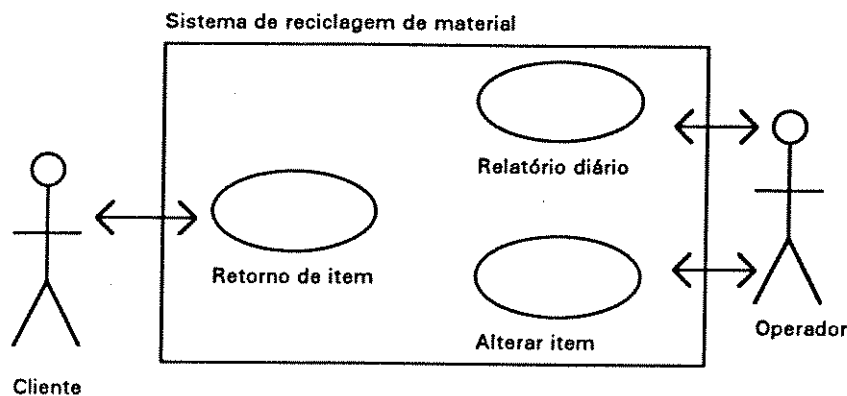 Sistema de reciclagem de material
Relatório diário
Retorno de item
Alterar item
Operador
Cliente